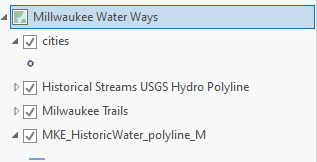 Millwaukee Water Ways
cities
Historical Streams USGS Hydro Polyline
Milwaukee Trails
MKE_HistoricWater_polyline_M